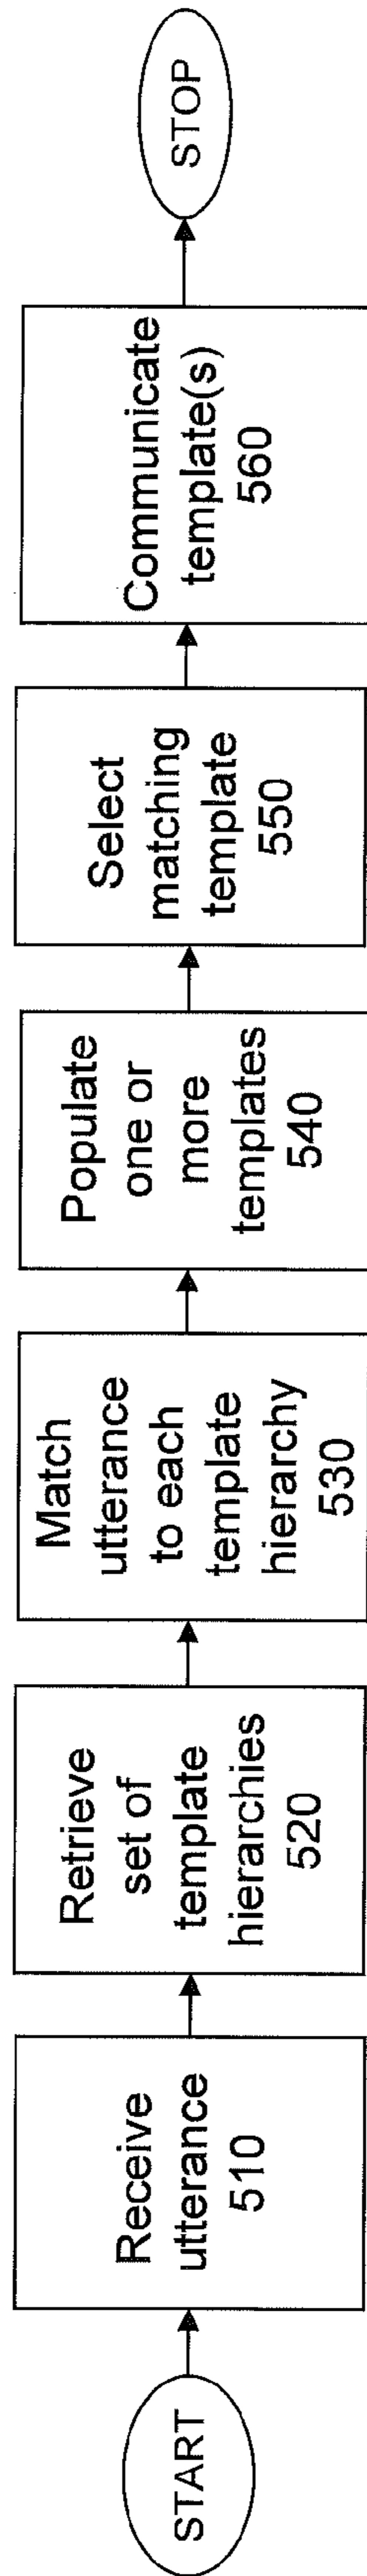 START
Receive
utterance
510
Retrieve
set of
template
hierarchies
520
Match
utterance
to each
template
hierarchy
530
Populate
one or
more
templates
540
Select
matching
template
550
Communicate
template(s)
560
STOP